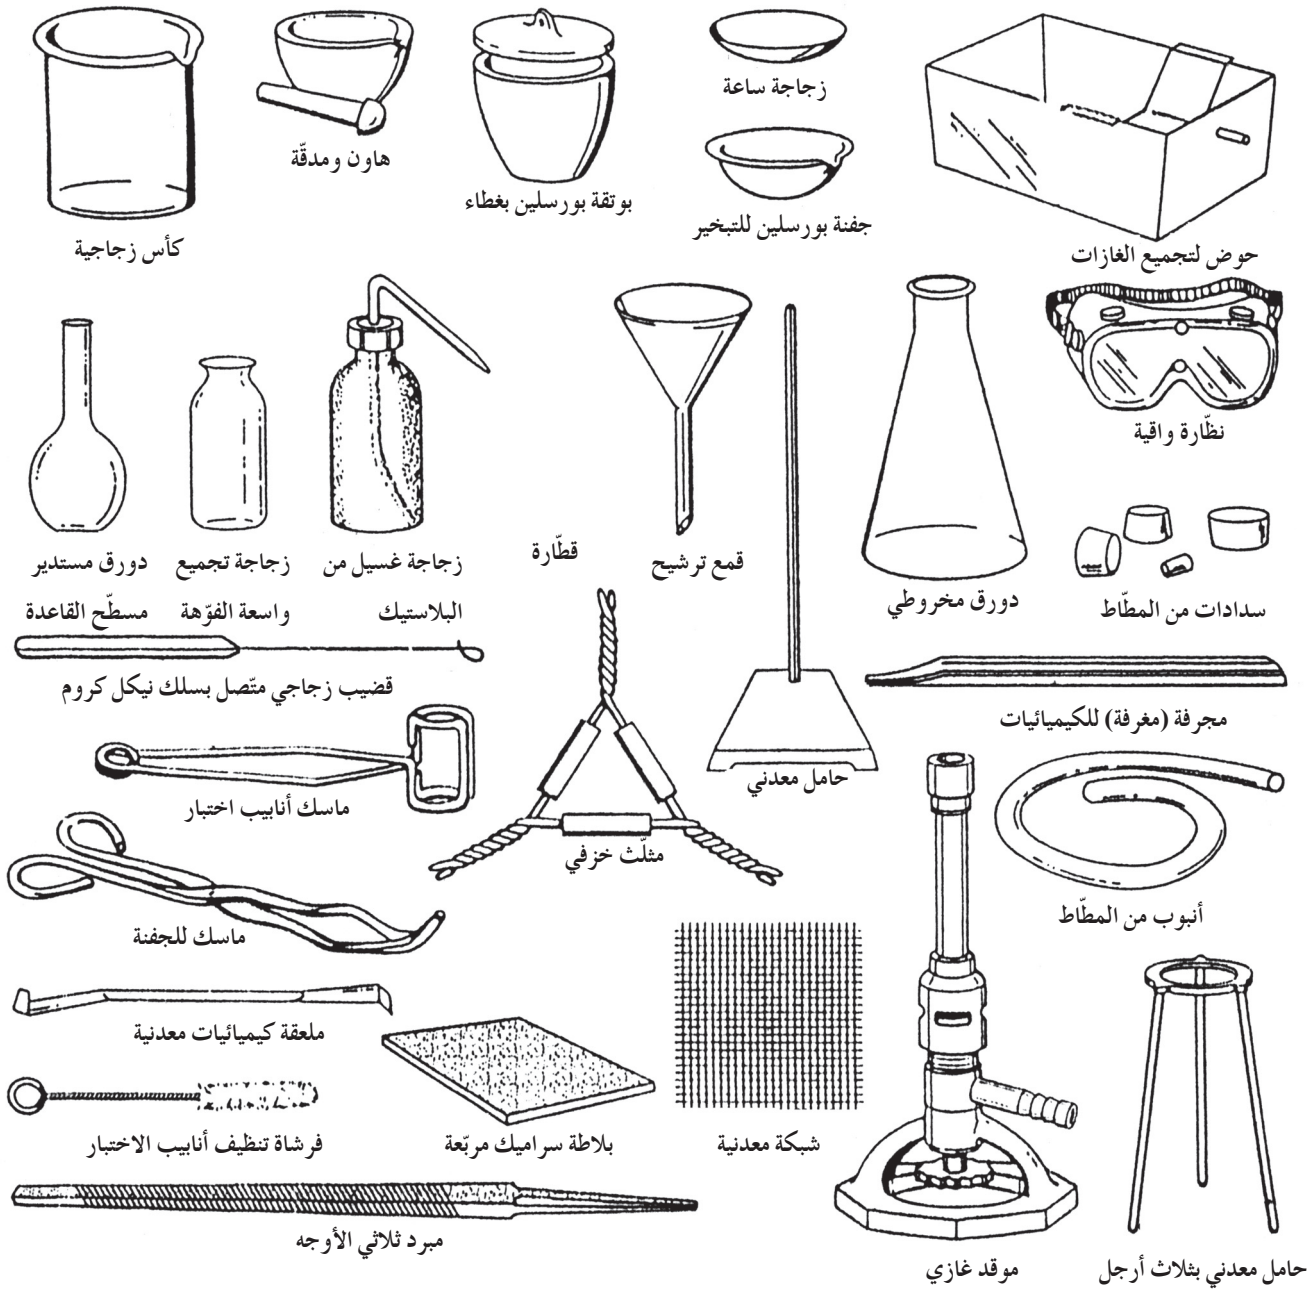 زجاجة ساعة
هاون ومدقّة
بوتقة بورسلين بغطاء
جفنة بورسلين للتبخير
كأس زجاجية
حوض لتجميع الغازات
نظّارة واقية
قطّارة
قمع ترشيح
زجاجة غسيل من
البلاستيك
زجاجة تجميع
واسعة الفوّهة
دورق مستدير
مسطّح القاعدة
دورق مخروطي
سدادات من المطّاط
قضيب زجاجي متّصل بسلك نيكل كروم
مجرفة (مغرفة) للكيميائيات
حامل معدني
ماسك أنابيب اختبار
مثلّث خزفي
أنبوب من المطّاط
ماسك للجفنة
ملعقة كيميائيات معدنية
شبكة معدنية
بلاطة سراميك مربّعة
فرشاة تنظيف أنابيب الاختبار
مبرد ثلاثي الأوجه
حامل معدني بثلاث أرجل
موقد غازي